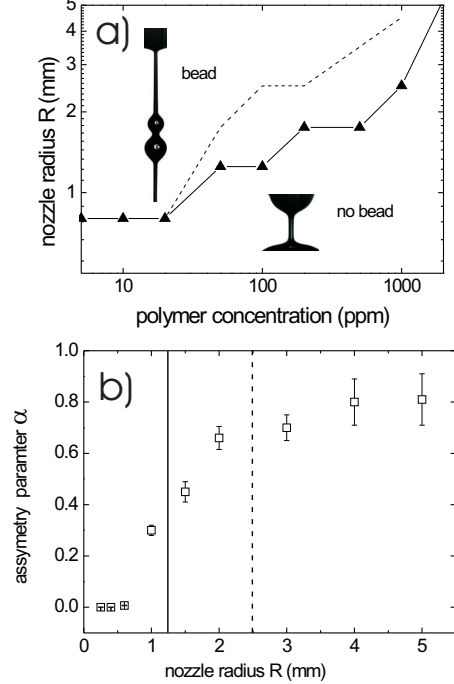 a)
bead
no bead
nozzle radius R (mm)
5
4
3
2
1
10 100 1000
polymer concentration (ppm)
b)
assymetry paramter α
1.0
0.8
0.6
0.4
0.2
0.0
0 1 2 3 4 5
nozzle radius R (mm)